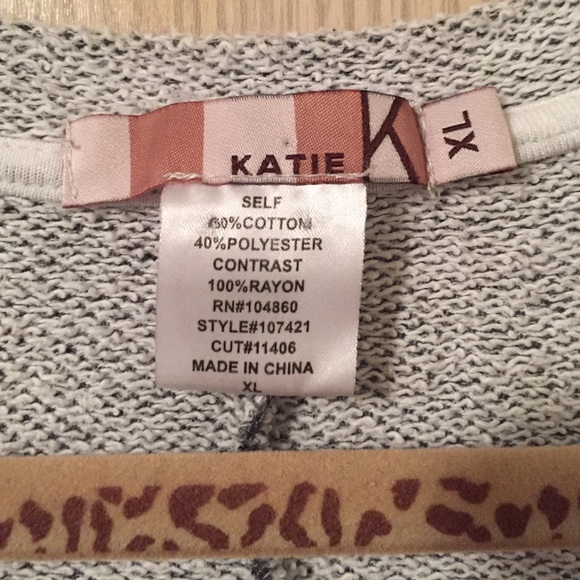 KATIE K
XL
SELF
60%COTTON
40%POLYESTER
CONTRAST
100%RAYON
RN#104860
STYLE#107421
CUT#11406
MADE IN CHINA
XL